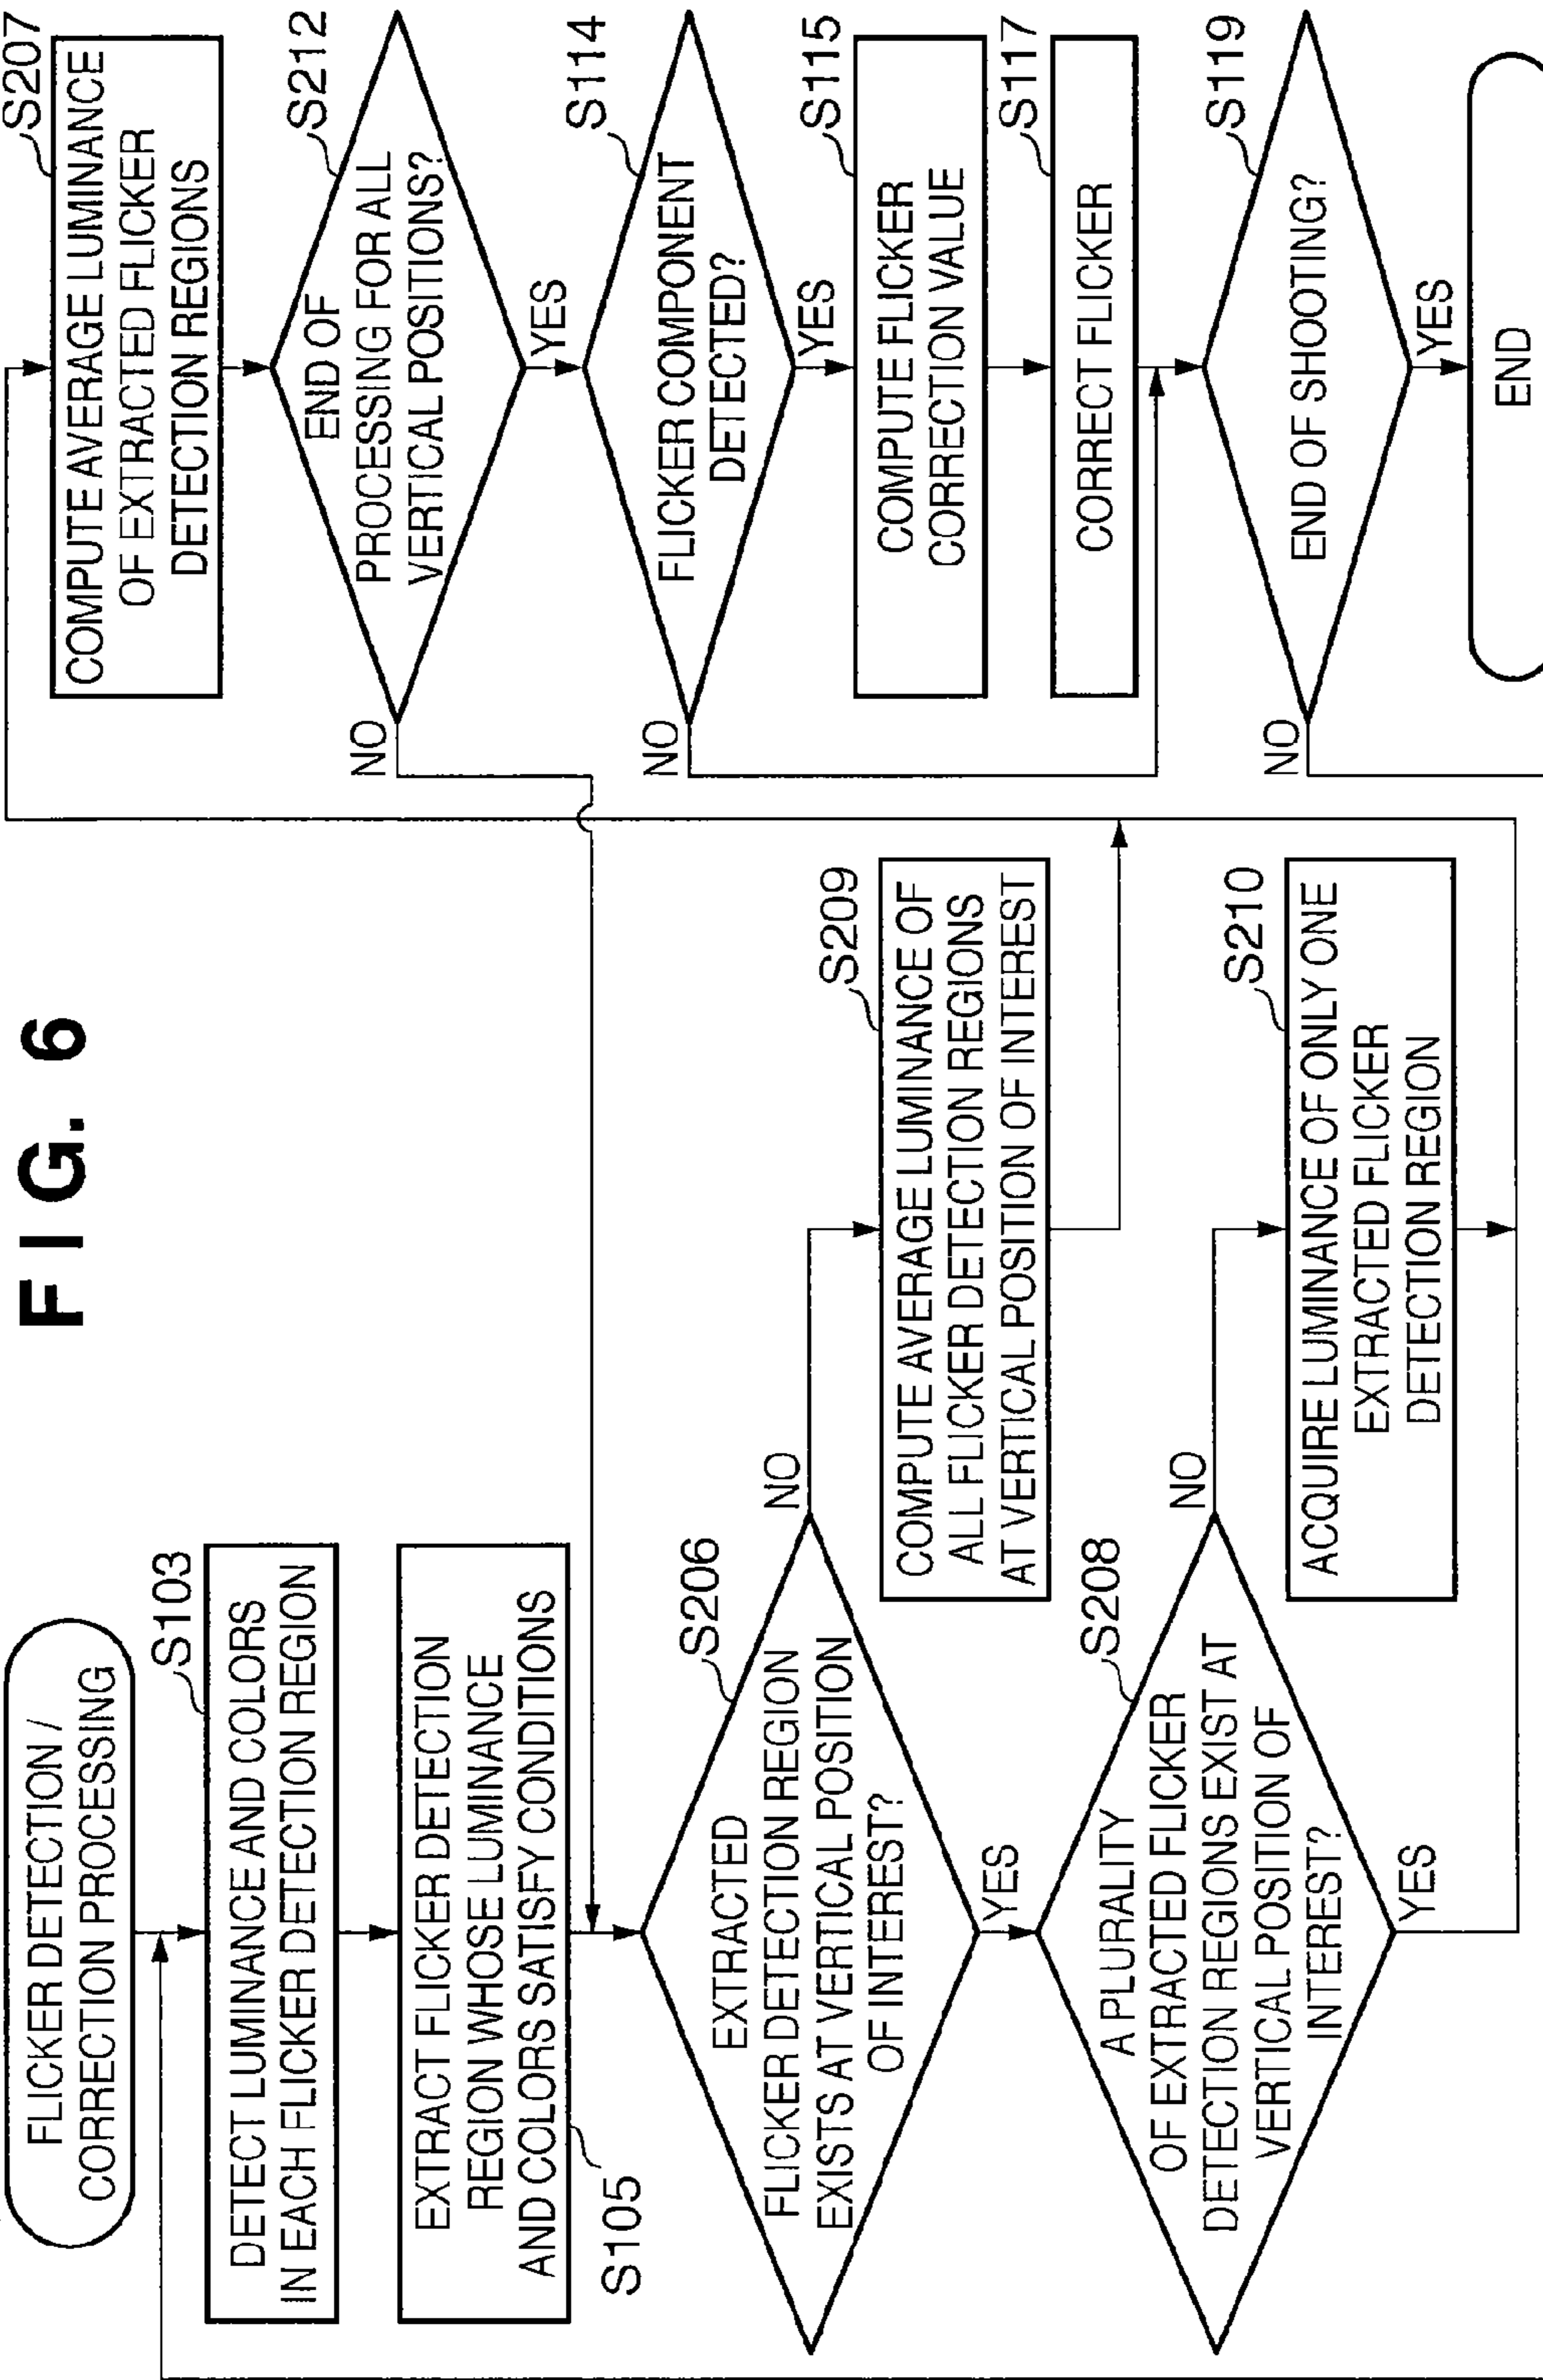 FIG. 6
FLICKER DETECTION /
CORRECTION PROCESSING
S103
DETECT LUMINANCE AND COLORS
IN EACH FLICKER DETECTION REGION
EXTRACT FLICKER DETECTION
REGION WHOSE LUMINANCE
AND COLORS SATISFY CONDITIONS
S105
S206
EXTRACTED
FLICKER DETECTION REGION
EXISTS AT VERTICAL POSITION
OF INTEREST?
NO
YES
S209
COMPUTE AVERAGE LUMINANCE OF
ALL FLICKER DETECTION REGIONS
AT VERTICAL POSITION OF INTEREST
S208
A PLURALITY
OF EXTRACTED FLICKER
DETECTION REGIONS EXIST AT
VERTICAL POSITION OF
INTEREST?
NO
YES
S210
ACQUIRE LUMINANCE OF ONLY ONE
EXTRACTED FLICKER
DETECTION REGION
S207
COMPUTE AVERAGE LUMINANCE
OF EXTRACTED FLICKER
DETECTION REGIONS
S212
END OF
PROCESSING FOR ALL
VERTICAL POSITIONS?
NO
YES
S114
FLICKER COMPONENT
DETECTED?
NO
YES
S115
COMPUTE FLICKER
CORRECTION VALUE
S117
CORRECT FLICKER
S119
END OF SHOOTING?
NO
YES
END